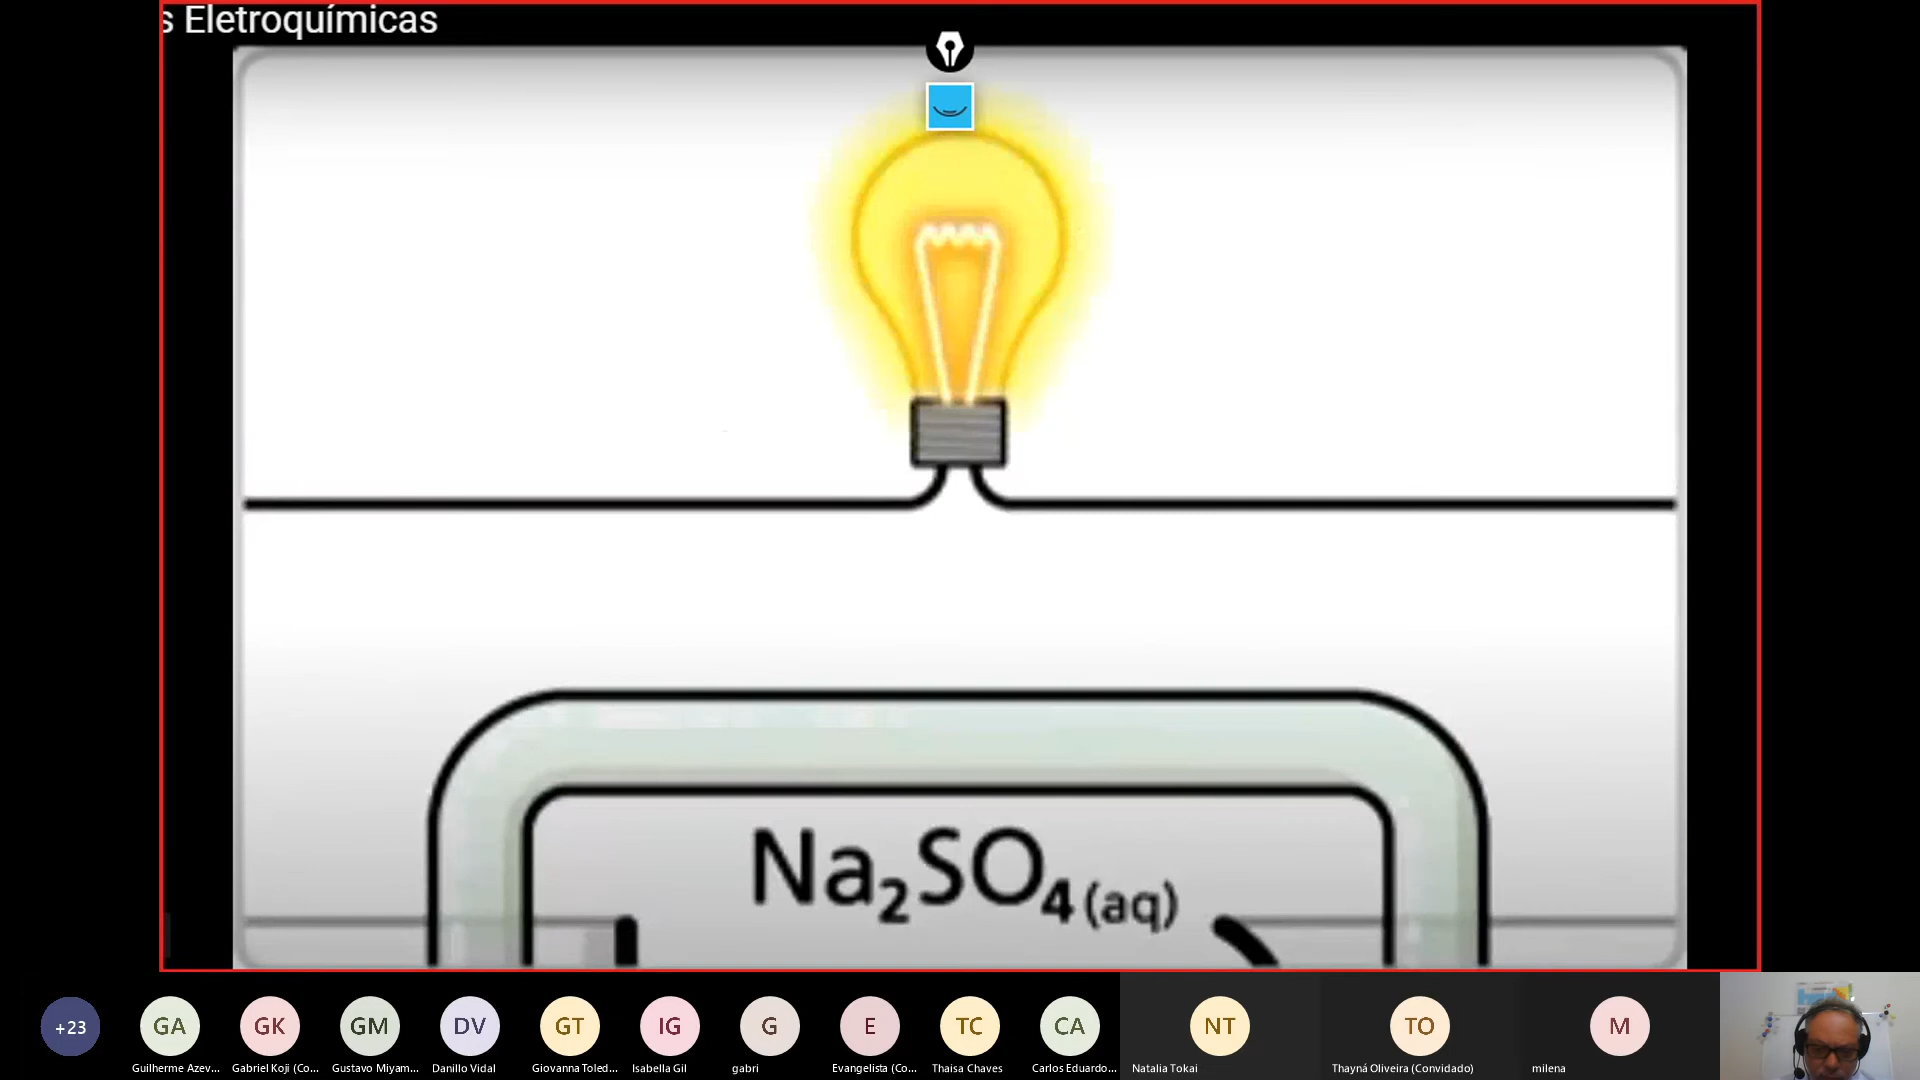 s Eletroquímicas
Na₂SO₄(aq)
+23
GA
GK
GM
DV
GT
IG
G
E
TC
CA
NT
TO
M
Guilherme Azev...
Gabriel Koji (Co...
Gustavo Miyam...
Danillo Vidal
Giovanna Toled...
Isabella Gil
gabri
Evangelista (Co...
Thaisa Chaves
Carlos Eduardo...
Natalia Tokai
Thayná Oliveira (Convidado)
milena